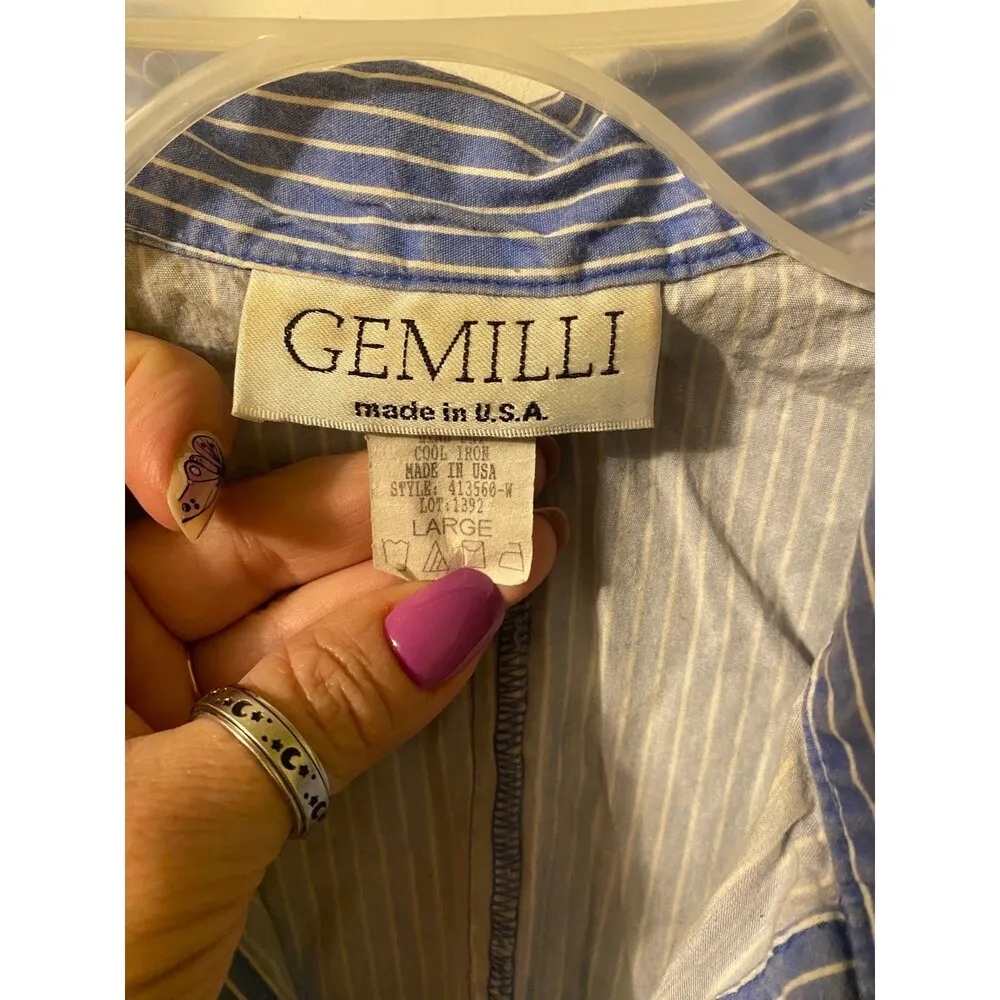 GEMILLI
made in U.S.A.
COOL IRON
MADE IN USA
STYLE: 413560-W
LOT:1392
LARGE